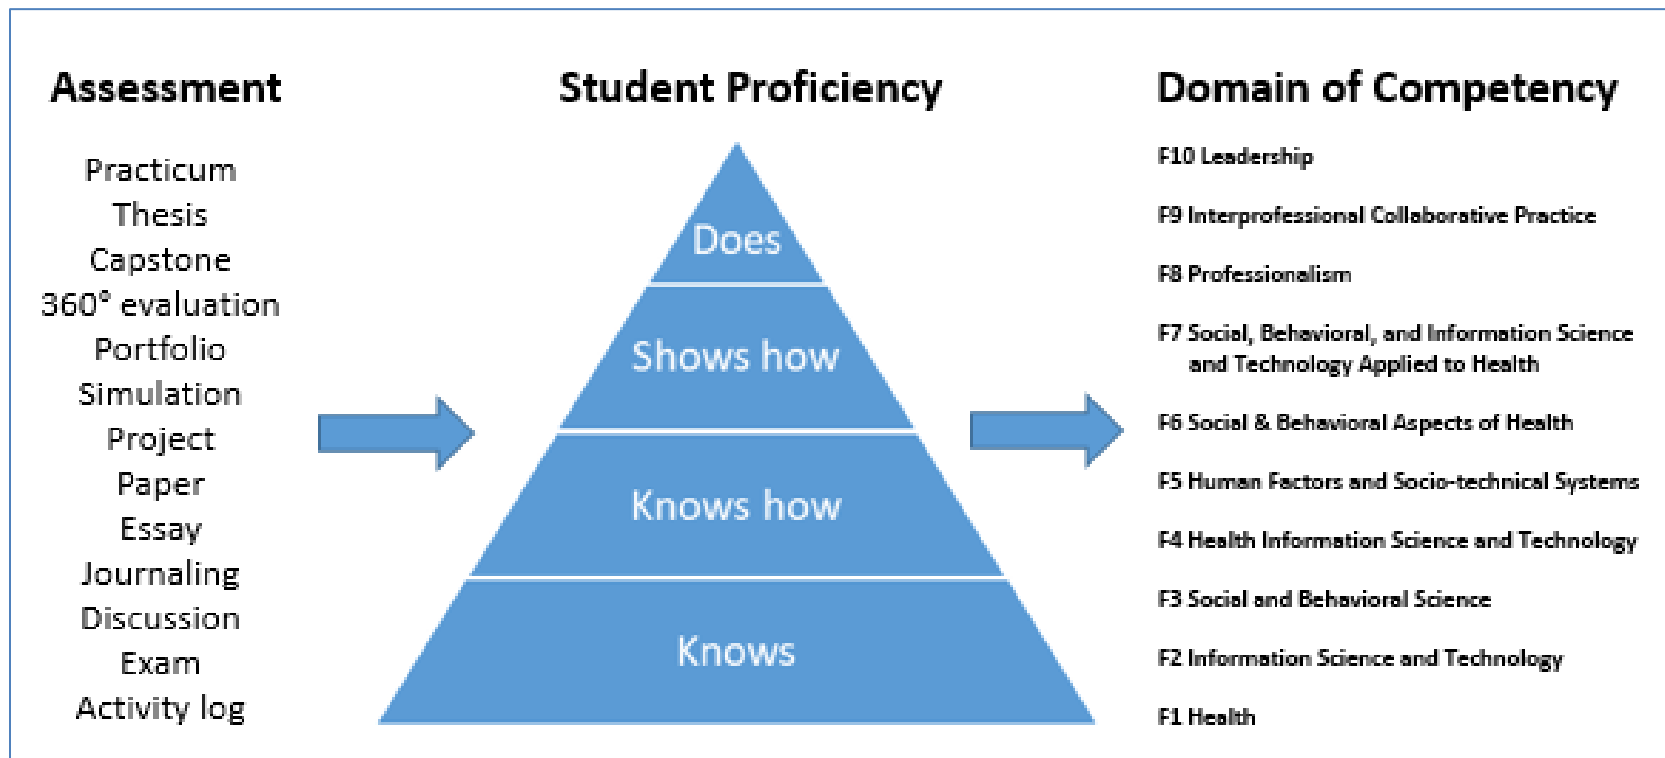 Assessment
Practicum
Thesis
Capstone
360° evaluation
Portfolio
Simulation
Project
Paper
Essay
Journaling
Discussion
Exam
Activity log
Student Proficiency
Does
Shows how
Knows how
Knows
Domain of Competency
F10 Leadership
F9 Interprofessional Collaborative Practice
F8 Professionalism
F7 Social, Behavioral, and Information Science
and Technology Applied to Health
F6 Social & Behavioral Aspects of Health
F5 Human Factors and Socio-technical Systems
F4 Health Information Science and Technology
F3 Social and Behavioral Science
F2 Information Science and Technology
F1 Health